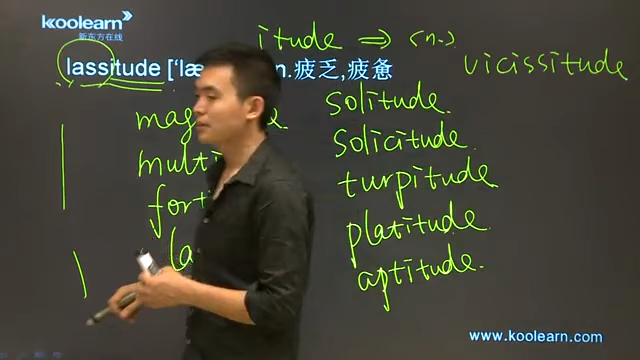 koolearn
新东方在线
itude ⇒ (n.)
lassitude ['læ n.疲乏,疲惫
vicissitude
solitude
solicitude
turpitude
platitude
aptitude
www.koolearn.com